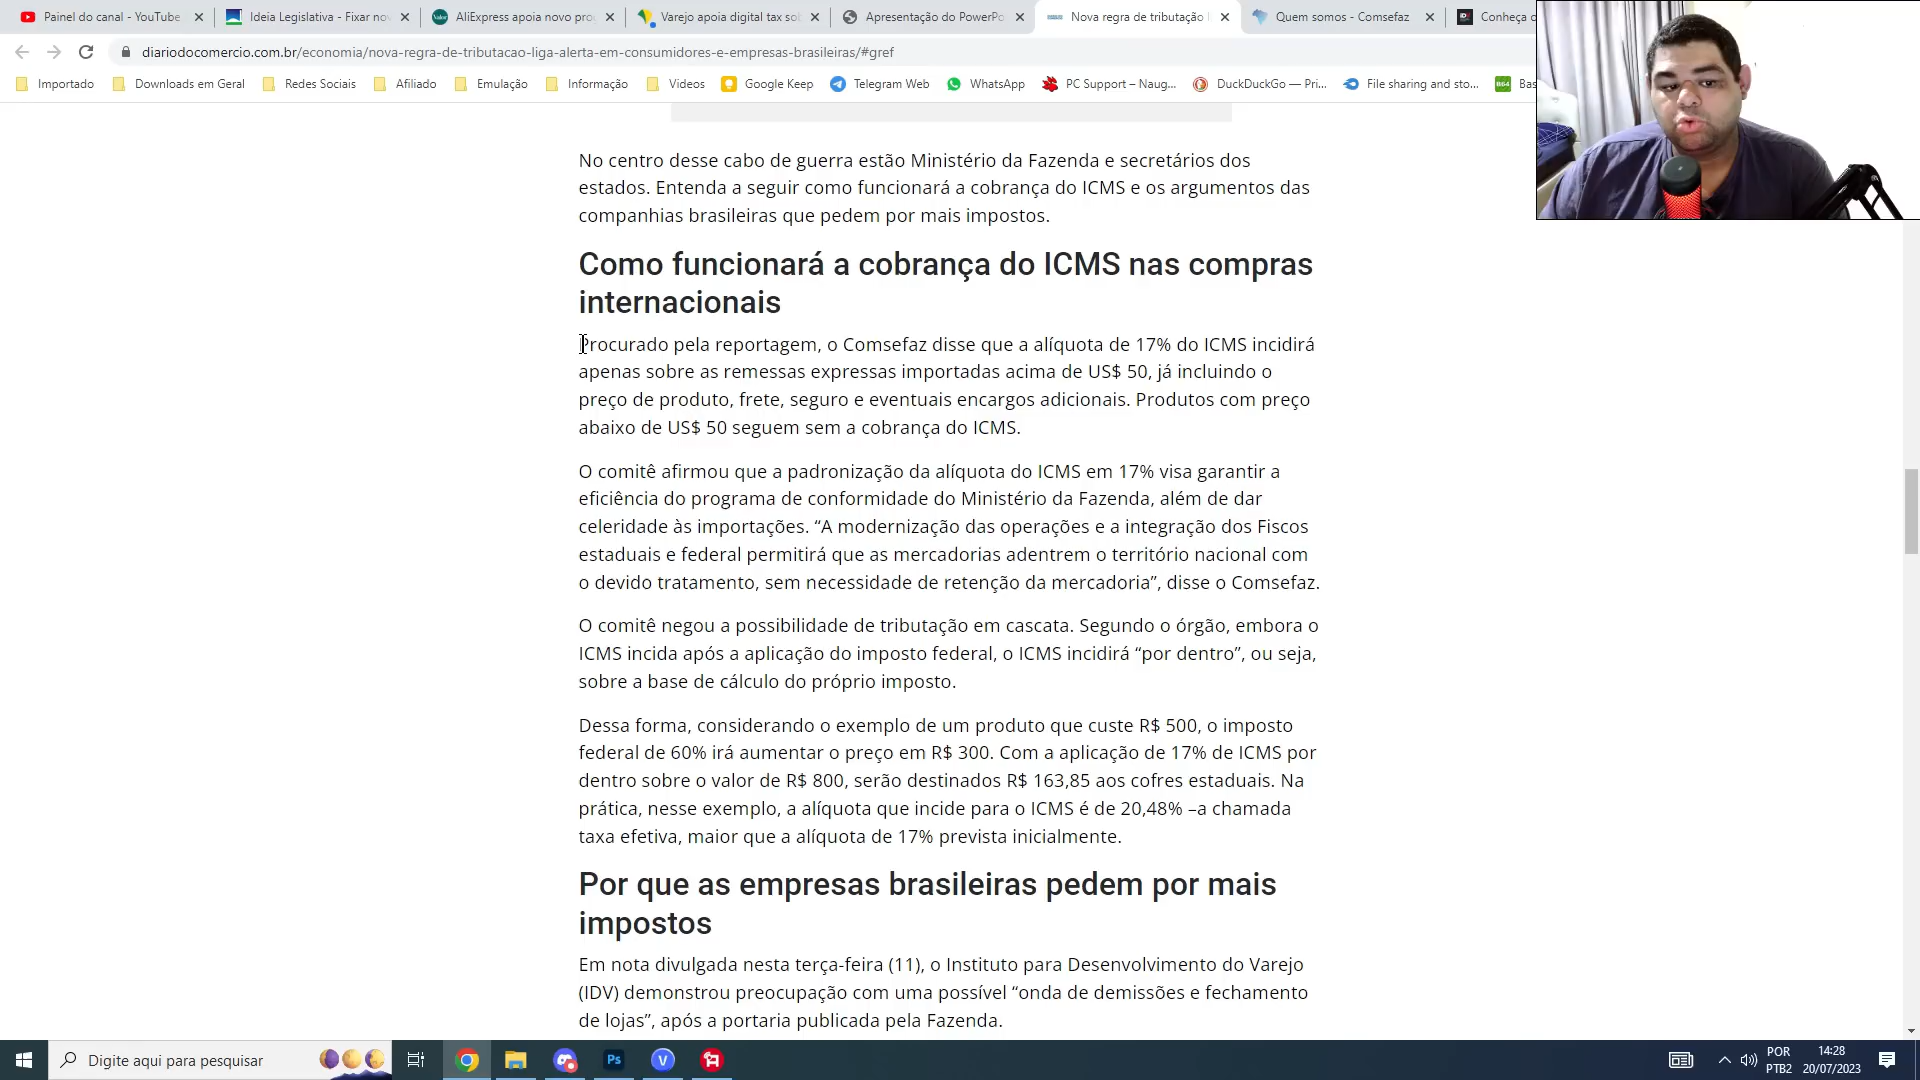 Painel do canal - YouTube
Ideia Legislativa - Fixar no
AliExpress apoia novo pro
Varejo apoia digital tax so
Apresentação do PowerPo
Nova regra de tributação
Quem somos - Comsefaz
Conheça o
diariodocomercio.com.br/economia/nova-regra-de-tributacao-liga-alerta-em-consumidores-e-empresas-brasileiras/#gref
Importado
Downloads em Geral
Redes Sociais
Afiliado
Emulação
Informação
Videos
Google Keep
Telegram Web
WhatsApp
PC Support – Naug...
DuckDuckGo — Pri...
File sharing and sto...
Bas
No centro desse cabo de guerra estão Ministério da Fazenda e secretários dos
estados. Entenda a seguir como funcionará a cobrança do ICMS e os argumentos das
companhias brasileiras que pedem por mais impostos.
Como funcionará a cobrança do ICMS nas compras
internacionais
Procurado pela reportagem, o Comsefaz disse que a alíquota de 17% do ICMS incidirá
apenas sobre as remessas expressas importadas acima de US$ 50, já incluindo o
preço de produto, frete, seguro e eventuais encargos adicionais. Produtos com preço
abaixo de US$ 50 seguem sem a cobrança do ICMS.
O comitê afirmou que a padronização da alíquota do ICMS em 17% visa garantir a
eficiência do programa de conformidade do Ministério da Fazenda, além de dar
celeridade às importações. “A modernização das operações e a integração dos Fiscos
estaduais e federal permitirá que as mercadorias adentrem o território nacional com
o devido tratamento, sem necessidade de retenção da mercadoria”, disse o Comsefaz.
O comitê negou a possibilidade de tributação em cascata. Segundo o órgão, embora o
ICMS incida após a aplicação do imposto federal, o ICMS incidirá “por dentro”, ou seja,
sobre a base de cálculo do próprio imposto.
Dessa forma, considerando o exemplo de um produto que custe R$ 500, o imposto
federal de 60% irá aumentar o preço em R$ 300. Com a aplicação de 17% de ICMS por
dentro sobre o valor de R$ 800, serão destinados R$ 163,85 aos cofres estaduais. Na
prática, nesse exemplo, a alíquota que incide para o ICMS é de 20,48% –a chamada
taxa efetiva, maior que a alíquota de 17% prevista inicialmente.
Por que as empresas brasileiras pedem por mais
impostos
Em nota divulgada nesta terça-feira (11), o Instituto para Desenvolvimento do Varejo
(IDV) demonstrou preocupação com uma possível “onda de demissões e fechamento
de lojas”, após a portaria publicada pela Fazenda.
Digite aqui para pesquisar
Ps
V
POR
PTB2
14:28
20/07/2023